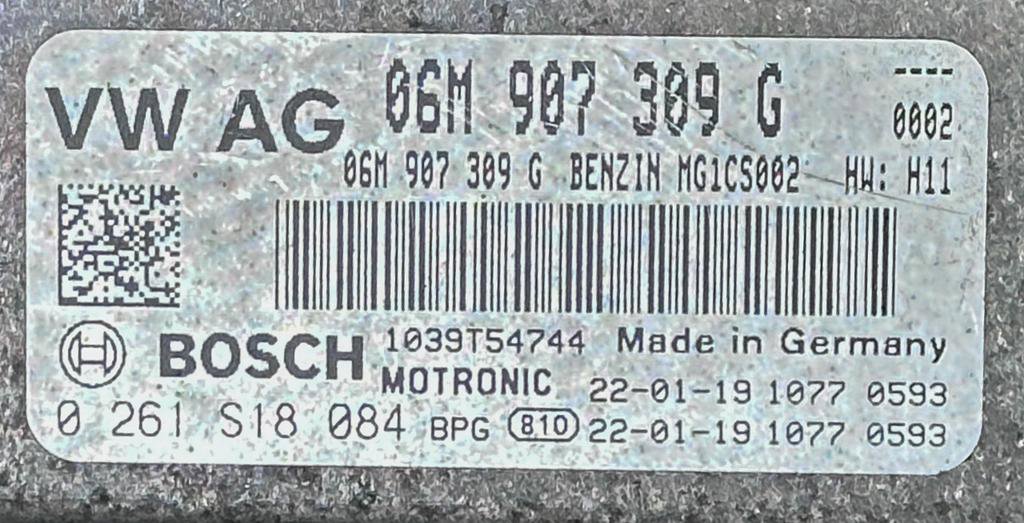 VW AG 06M 907 309 G ----
0002
06M 907 309 G BENZIN MG1CS002 HW: H11
BOSCH 1039T54744 Made in Germany
MOTRONIC 22-01-19 1077 0593
0 261 S18 084 BPG 810 22-01-19 1077 0593